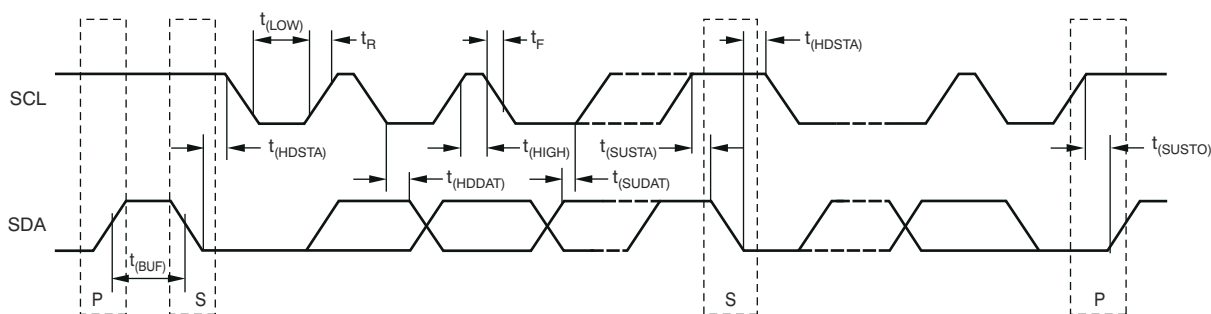 t(LOW)
tR
tF
t(HDSTA)
SCL
t(HDSTA)
t(HIGH)
t(SUSTA)
t(SUSTO)
t(HDDAT)
t(SUDAT)
SDA
t(BUF)
P
S
S
P